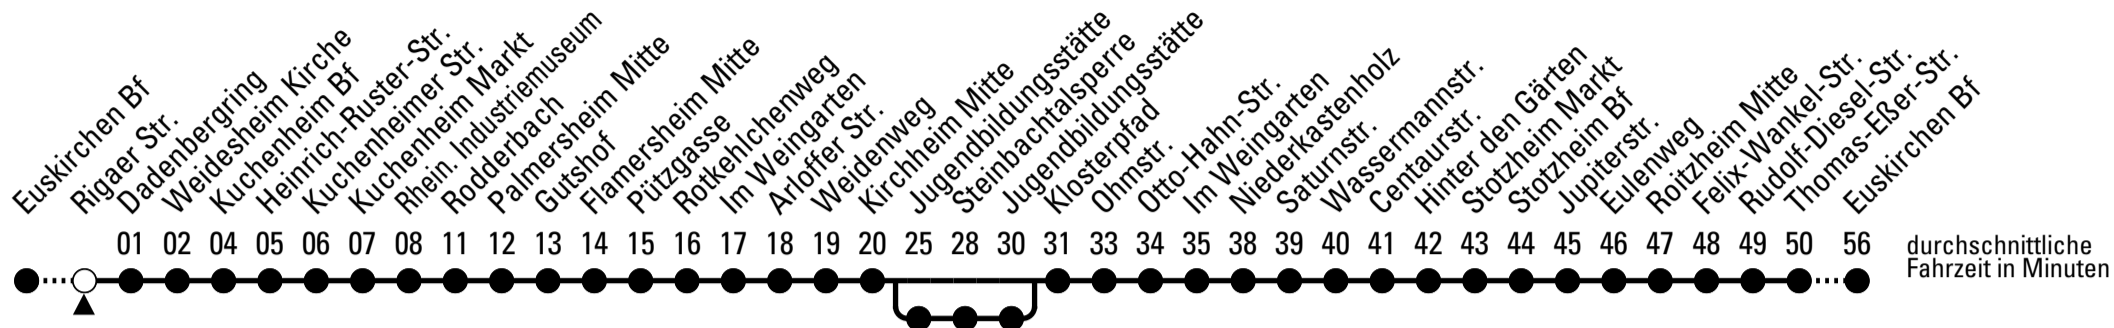 Euskirchen Bf
Rigaer Str.
Dadenbergring
Weidesheim Kirche
Kuchenheim Bf
Heinrich-Ruster-Str.
Kuchenheimer Str.
Kuchenheim Markt
Rhein. Industriemuseum
Rodderbach
Palmersheim Mitte
Gutshof
Flamersheim Mitte
Pützgasse
Rotkehlchenweg
Im Weingarten
Arloffer Str.
Weidenweg
Kirchheim Mitte
Jugendbildungsstätte
Steinbachtalsperre
Jugendbildungsstätte
Klosterpfad
Ohmstr.
Otto-Hahn-Str.
Im Weingarten
Niederkastenholz
Saturnstr.
Wassermannstr.
Centaurstr.
Hinter den Gärten
Stotzheim Markt
Stotzheim Bf
Jupiterstr.
Eulenweg
Roitzheim Mitte
Felix-Wankel-Str.
Rudolf-Diesel-Str.
Thomas-Eßer-Str.
Euskirchen Bf
01 02 04 05 06 07 08 11 12 13 14 15 16 17 18 19 20 25 28 30 31 33 34 35 38 39 40 41 42 43 44 45 46 47 48 49 50 56
durchschnittliche
Fahrzeit in Minuten